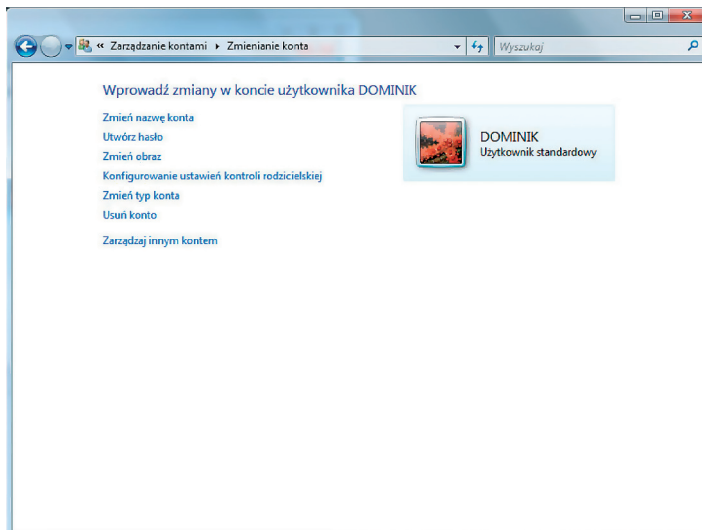 « Zarządzanie kontami ▸ Zmienianie konta
Wyszukaj
Wprowadź zmiany w koncie użytkownika DOMINIK
Zmień nazwę konta
Utwórz hasło
Zmień obraz
Konfigurowanie ustawień kontroli rodzicielskiej
Zmień typ konta
Usuń konto
Zarządzaj innym kontem
DOMINIK
Użytkownik standardowy